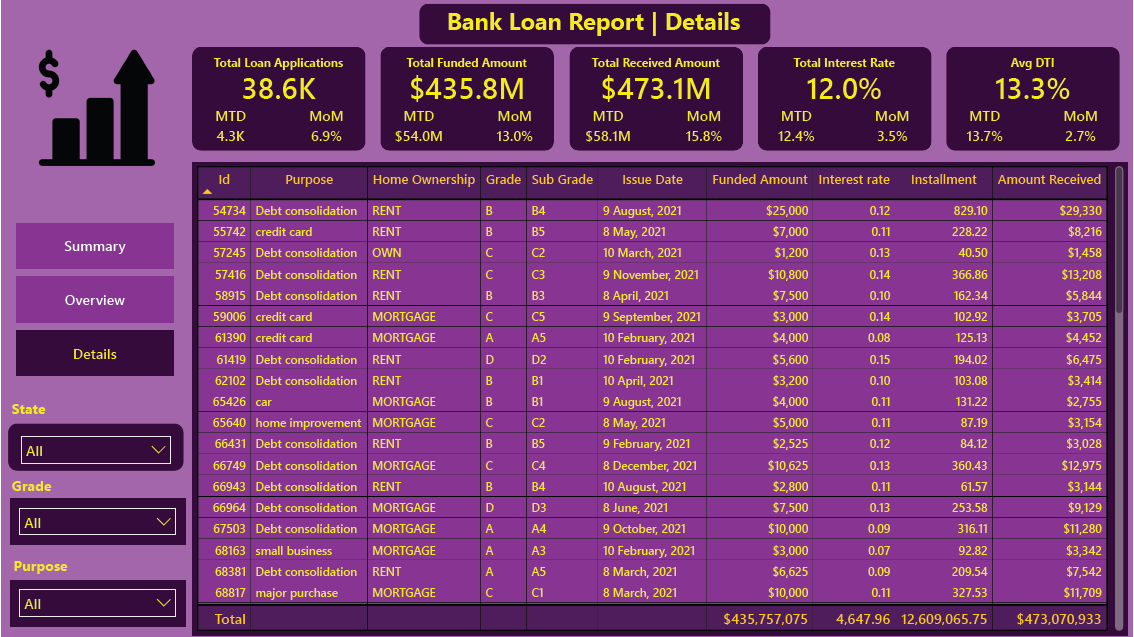 Bank Loan Report | Details
Total Loan Applications
38.6K
MTD MoM
4.3K 6.9%
Total Funded Amount
$435.8M
MTD MoM
$54.0M 13.0%
Total Received Amount
$473.1M
MTD MoM
$58.1M 15.8%
Total Interest Rate
12.0%
MTD MoM
12.4% 3.5%
Avg DTI
13.3%
MTD MoM
13.7% 2.7%
$
Summary
Overview
Details
State
All
Grade
All
Purpose
All
Id Purpose Home Ownership Grade Sub Grade Issue Date Funded Amount Interest rate Installment Amount Received
54734 Debt consolidation RENT B B4 9 August, 2021 $25,000 0.12 829.10 $29,330
55742 credit card RENT B B5 8 May, 2021 $7,000 0.11 228.22 $8,216
57245 Debt consolidation OWN C C2 10 March, 2021 $1,200 0.13 40.50 $1,458
57416 Debt consolidation RENT C C3 9 November, 2021 $10,800 0.14 366.86 $13,208
58915 Debt consolidation RENT B B3 8 April, 2021 $7,500 0.10 162.34 $5,844
59006 credit card MORTGAGE C C5 9 September, 2021 $3,000 0.14 102.92 $3,705
61390 credit card MORTGAGE A A5 10 February, 2021 $4,000 0.08 125.13 $4,452
61419 Debt consolidation RENT D D2 10 February, 2021 $5,600 0.15 194.02 $6,475
62102 Debt consolidation RENT B B1 10 April, 2021 $3,200 0.10 103.08 $3,414
65426 car MORTGAGE B B1 9 August, 2021 $4,000 0.11 131.22 $2,755
65640 home improvement MORTGAGE C C2 8 May, 2021 $5,000 0.11 87.19 $3,154
66431 Debt consolidation RENT B B5 9 February, 2021 $2,525 0.12 84.12 $3,028
66749 Debt consolidation MORTGAGE C C4 8 December, 2021 $10,625 0.13 360.43 $12,975
66943 Debt consolidation RENT B B4 10 August, 2021 $2,800 0.11 61.57 $3,144
66964 Debt consolidation MORTGAGE D D3 8 June, 2021 $7,500 0.13 253.58 $9,129
67503 Debt consolidation MORTGAGE A A4 9 October, 2021 $10,000 0.09 316.11 $11,280
68163 small business MORTGAGE A A3 10 February, 2021 $3,000 0.07 92.82 $3,342
68381 Debt consolidation RENT A A5 8 March, 2021 $6,625 0.09 209.54 $7,542
68817 major purchase MORTGAGE C C1 8 March, 2021 $10,000 0.11 327.53 $11,709
Total $435,757,075 4,647.96 12,609,065.75 $473,070,933